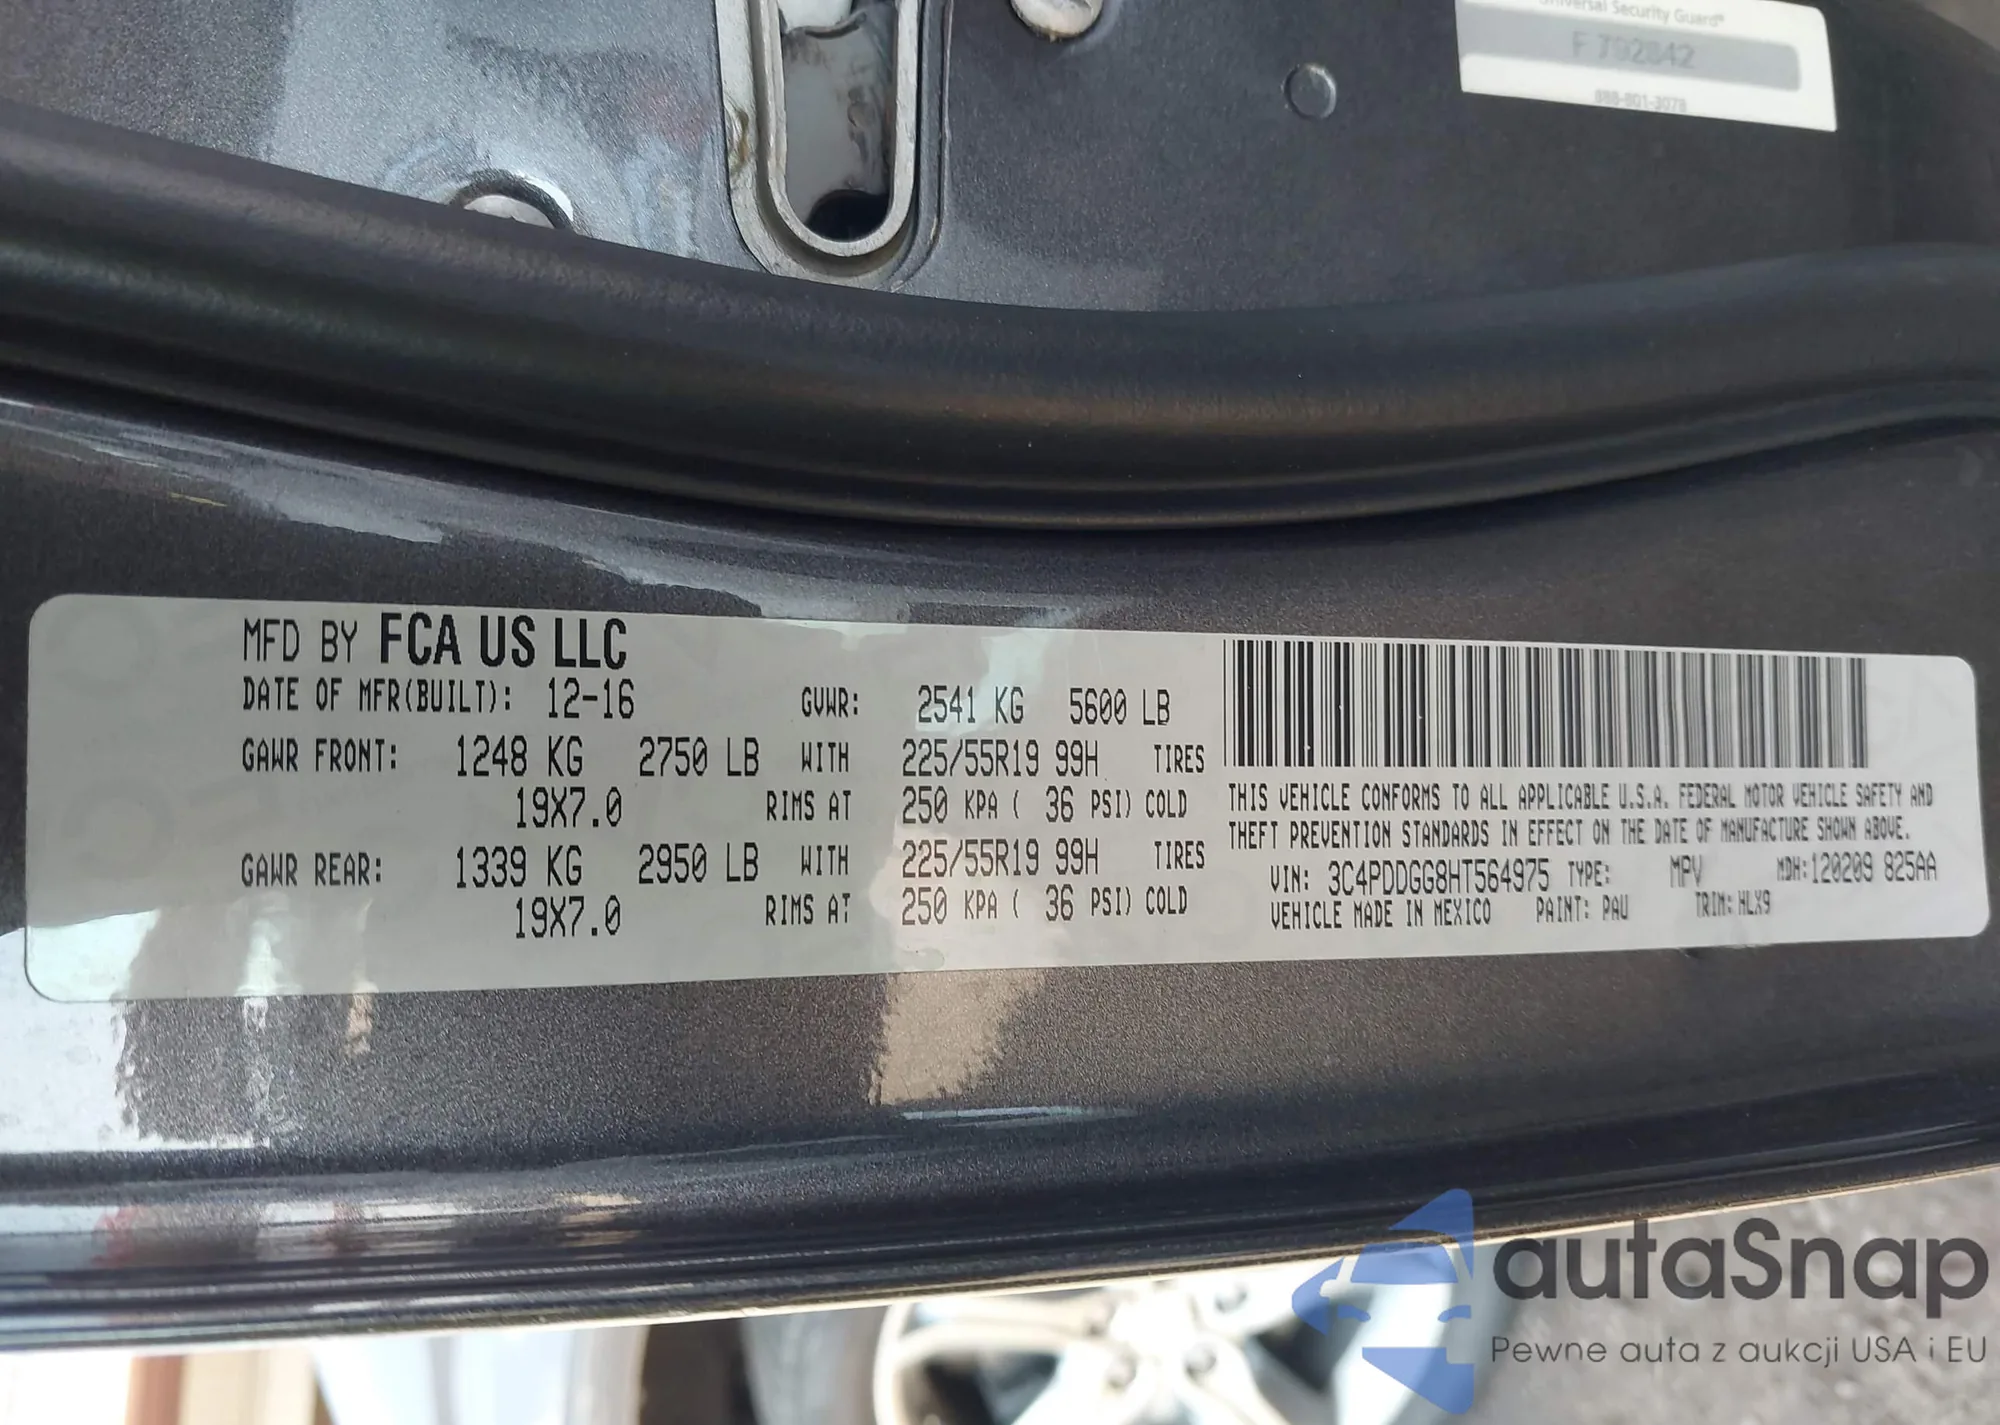 Universal Security Guard®
F 792842
888-801-3078
MFD BY FCA US LLC
DATE OF MFR(BUILT): 12-16 GVWR: 2541 KG 5600 LB
GAWR FRONT: 1248 KG 2750 LB WITH 225/55R19 99H TIRES
19X7.0 RIMS AT 250 KPA ( 36 PSI) COLD
GAWR REAR: 1339 KG 2950 LB WITH 225/55R19 99H TIRES
19X7.0 RIMS AT 250 KPA ( 36 PSI) COLD
THIS VEHICLE CONFORMS TO ALL APPLICABLE U.S.A. FEDERAL MOTOR VEHICLE SAFETY AND
THEFT PREVENTION STANDARDS IN EFFECT ON THE DATE OF MANUFACTURE SHOWN ABOVE.
VIN: 3C4PDDGG8HT564975 TYPE: MPV MDH:120209 825AA
VEHICLE MADE IN MEXICO PAINT: PAU TRIM: HLX9
autaSnap
Pewne auta z aukcji USA i EU